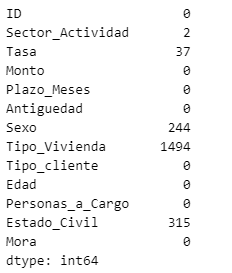 ID 0
Sector_Actividad 2
Tasa 37
Monto 0
Plazo_Meses 0
Antiguedad 0
Sexo 244
Tipo_Vivienda 1494
Tipo_cliente 0
Edad 0
Personas_a_Cargo 0
Estado_Civil 315
Mora 0
dtype: int64